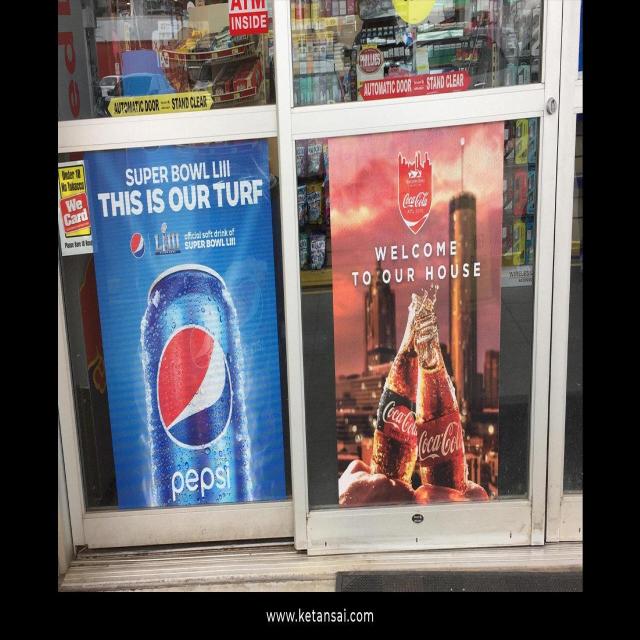 ATM
INSIDE
PHILLIES
AUTOMATIC DOOR STAND CLEAR
AUTOMATIC DOOR STAND CLEAR
Under 18
No Tobacco
We
Card
SUPER BOWL LIII
THIS IS OUR TURF
LIII
official soft drink of
SUPER BOWL LIII
pepsi
Coca-Cola
WELCOME
TO OUR HOUSE
Coca-Cola
Coca-Cola
WIRELESS
www.ketansai.com